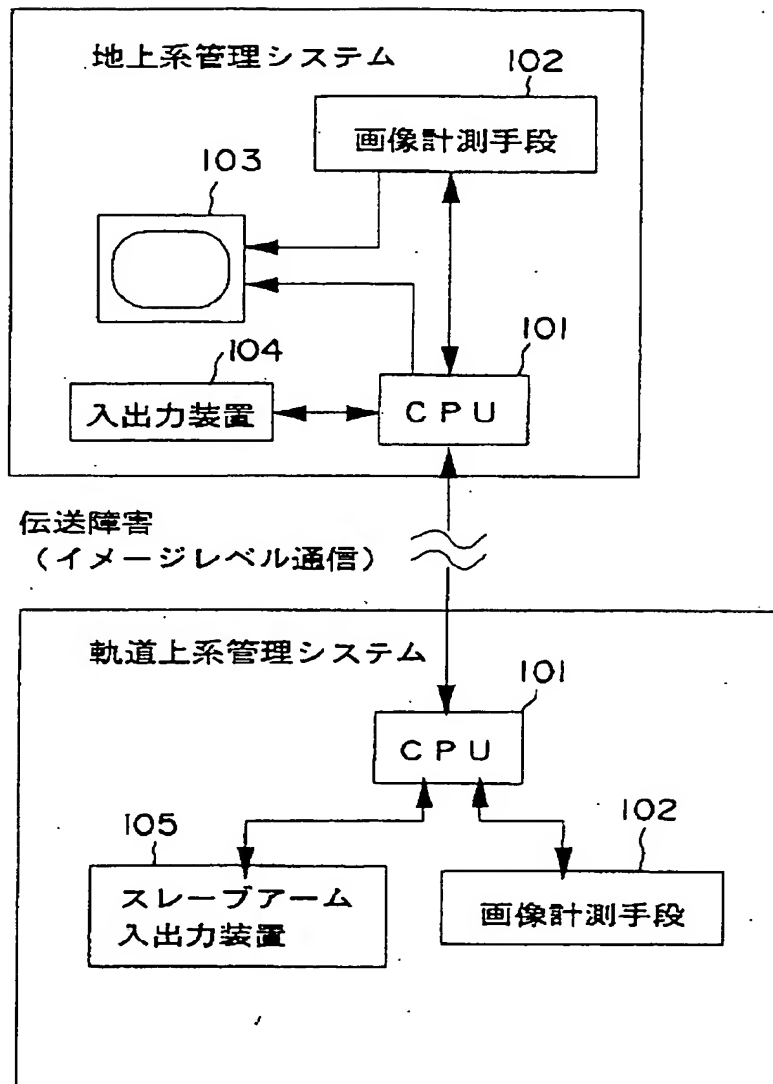 地上系管理システム
102
画像計測手段
103
101
104
入出力装置
CPU
伝送障害
(イメージレベル通信)
軌道上系管理システム
101
CPU
105
102
スレーブアーム
入出力装置
画像計測手段